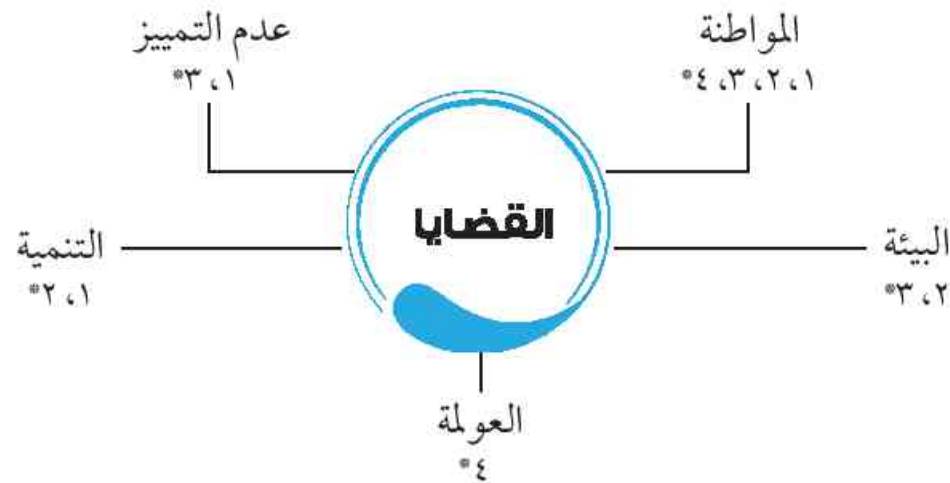 المواطنة
١، ٢، ٣، ٤*
عدم التمييز
١، ٣*
القضايا
البيئة
٢، ٣*
التنمية
١، ٢*
العولمة
٤*